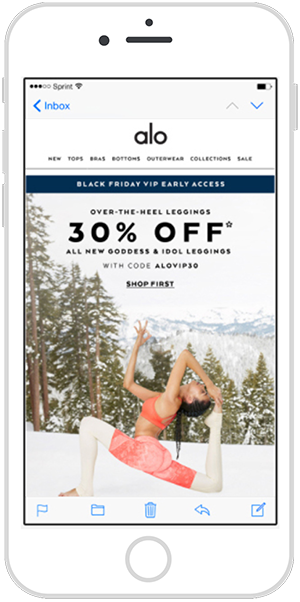 Sprint
Inbox
alo
NEW TOPS BRAS BOTTOMS OUTERWEAR COLLECTIONS SALE
BLACK FRIDAY VIP EARLY ACCESS
OVER-THE-HEEL LEGGINGS
30% OFF*
ALL NEW GODDESS & IDOL LEGGINGS
WITH CODE ALOVIP30
SHOP FIRST